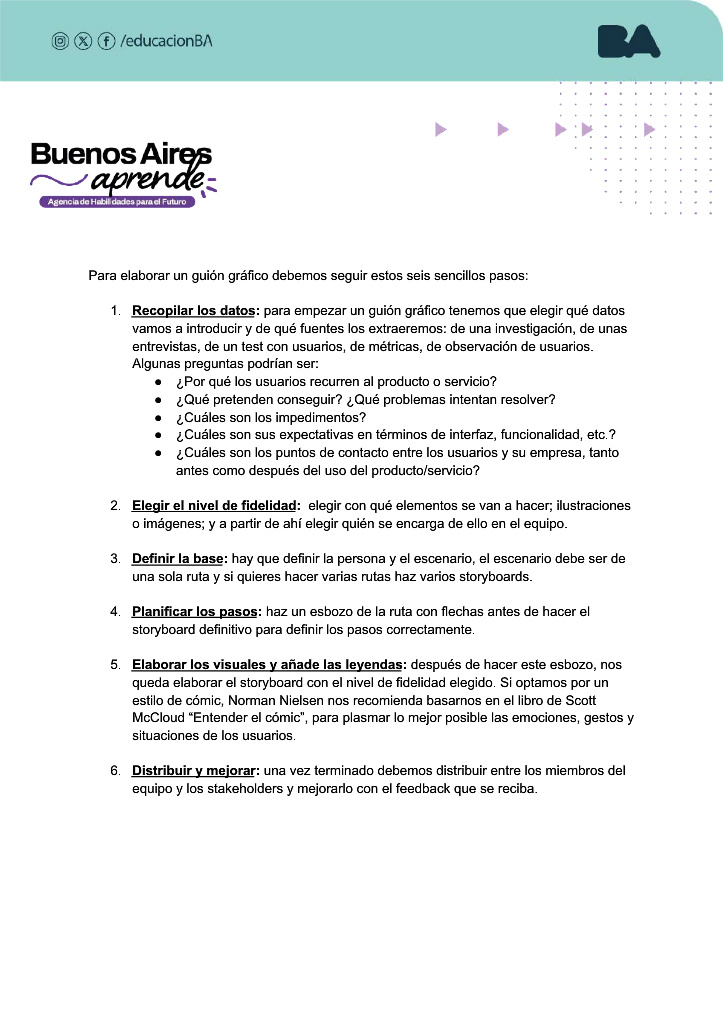 /educacionBA
BA
Buenos Aires
aprende
Agencia de Habilidades para el Futuro
Para elaborar un guión gráfico debemos seguir estos seis sencillos pasos:
1. Recopilar los datos: para empezar un guión gráfico tenemos que elegir qué datos
vamos a introducir y de qué fuentes los extraeremos: de una investigación, de unas
entrevistas, de un test con usuarios, de métricas, de observación de usuarios.
Algunas preguntas podrían ser:
● ¿Por qué los usuarios recurren al producto o servicio?
● ¿Qué pretenden conseguir? ¿Qué problemas intentan resolver?
● ¿Cuáles son los impedimentos?
● ¿Cuáles son sus expectativas en términos de interfaz, funcionalidad, etc.?
● ¿Cuáles son los puntos de contacto entre los usuarios y su empresa, tanto
antes como después del uso del producto/servicio?
2. Elegir el nivel de fidelidad: elegir con qué elementos se van a hacer; ilustraciones
o imágenes; y a partir de ahí elegir quién se encarga de ello en el equipo.
3. Definir la base: hay que definir la persona y el escenario, el escenario debe ser de
una sola ruta y si quieres hacer varias rutas haz varios storyboards.
4. Planificar los pasos: haz un esbozo de la ruta con flechas antes de hacer el
storyboard definitivo para definir los pasos correctamente.
5. Elaborar los visuales y añade las leyendas: después de hacer este esbozo, nos
queda elaborar el storyboard con el nivel de fidelidad elegido. Si optamos por un
estilo de cómic, Norman Nielsen nos recomienda basarnos en el libro de Scott
McCloud “Entender el cómic”, para plasmar lo mejor posible las emociones, gestos y
situaciones de los usuarios.
6. Distribuir y mejorar: una vez terminado debemos distribuir entre los miembros del
equipo y los stakeholders y mejorarlo con el feedback que se reciba.